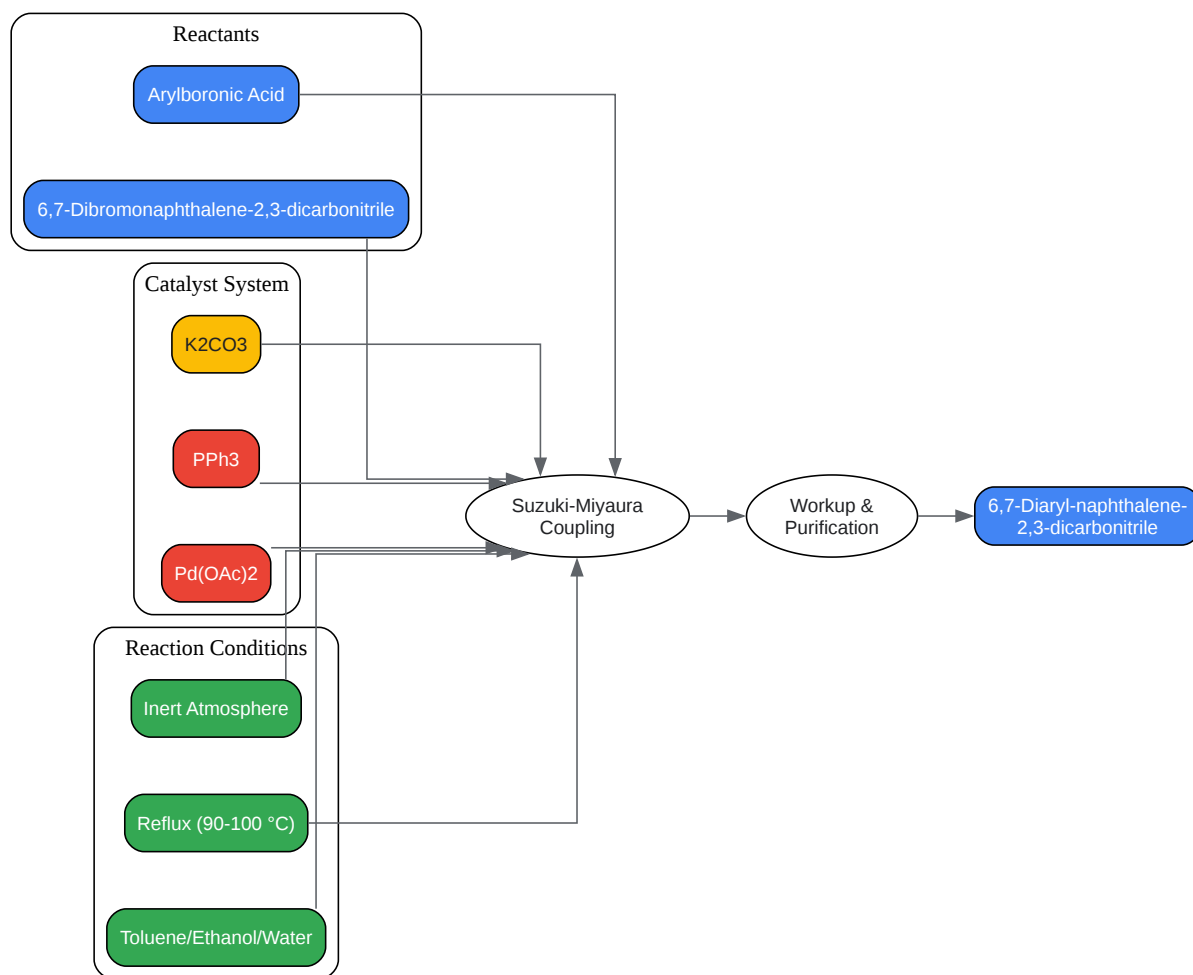 Reactants
Arylboronic Acid
6,7-Dibromonaphthalene-2,3-dicarbonitrile
Catalyst System
K2CO3
PPh3
Pd(OAc)2
Reaction Conditions
Inert Atmosphere
Reflux (90-100 °C)
Toluene/Ethanol/Water
Suzuki-Miyaura
Coupling
Workup &
Purification
6,7-Diaryl-naphthalene-
2,3-dicarbonitrile